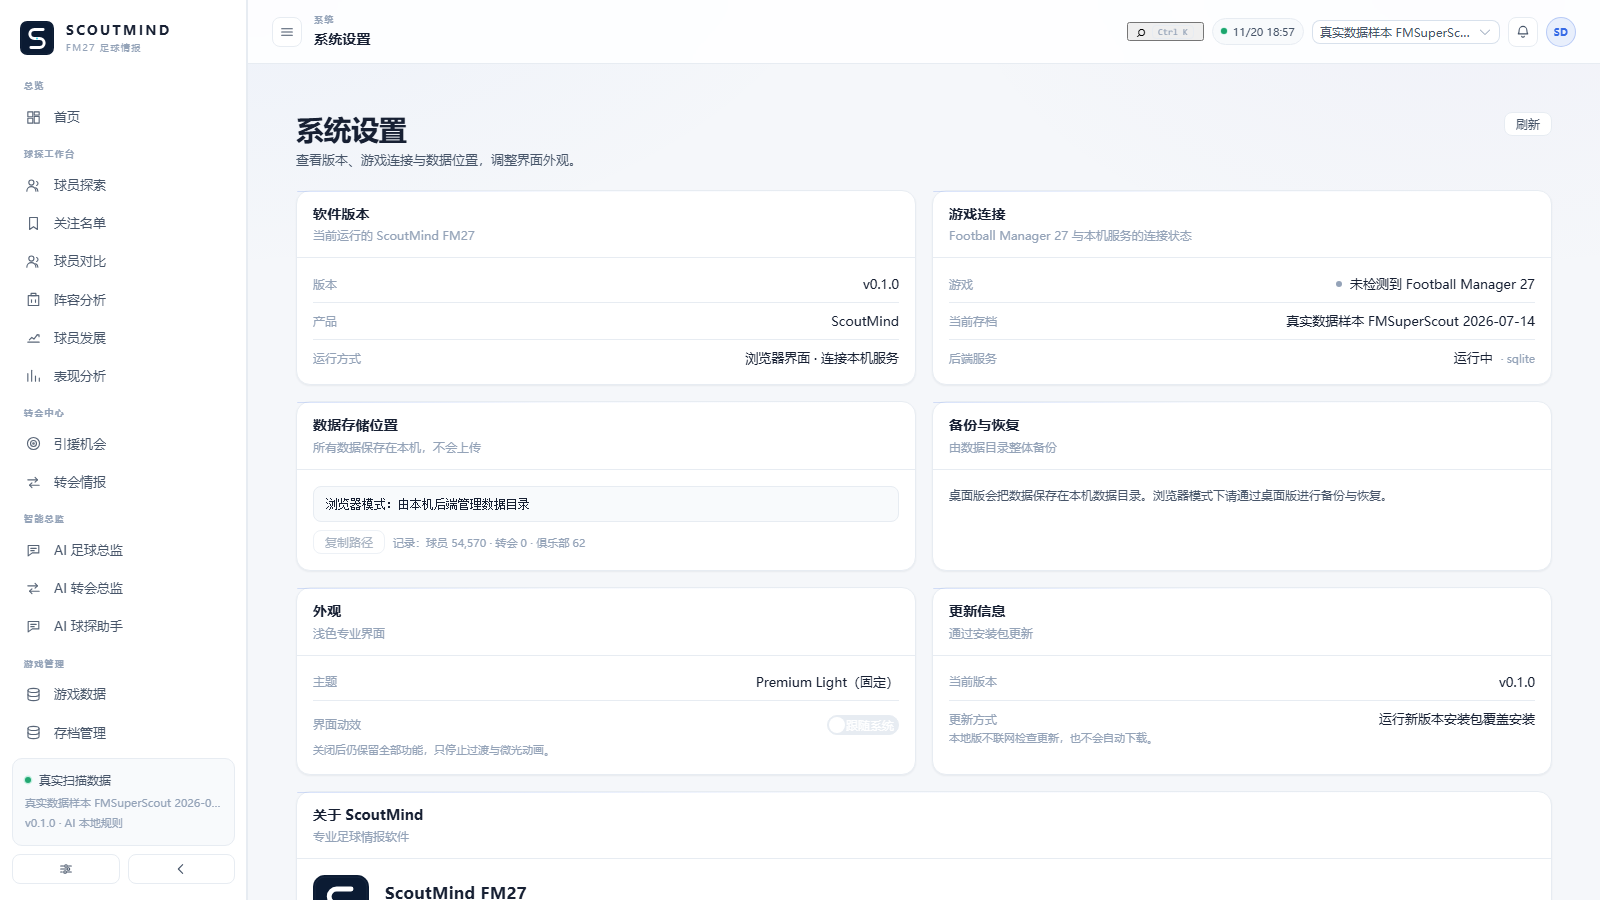 SCOUTMIND
FM27 足球情报
总览
首页
球探工作台
球员探索
关注名单
球员对比
阵容分析
球员发展
表现分析
转会中心
引援机会
转会情报
智能总监
AI 足球总监
AI 转会总监
AI 球探助手
游戏管理
游戏数据
存档管理
真实扫描数据
真实数据样本 FMSuperScout 2026-0...
v0.1.0 · AI 本地规则
系统
系统设置
Ctrl K
11/20 18:57
真实数据样本 FMSuperSc...
SD
系统设置
查看版本、游戏连接与数据位置，调整界面外观。
刷新
软件版本
当前运行的 ScoutMind FM27
版本 v0.1.0
产品 ScoutMind
运行方式 浏览器界面 · 连接本机服务
游戏连接
Football Manager 27 与本机服务的连接状态
游戏 未检测到 Football Manager 27
当前存档 真实数据样本 FMSuperScout 2026-07-14
后端服务 运行中 · sqlite
数据存储位置
所有数据保存在本机，不会上传
浏览器模式：由本机后端管理数据目录
复制路径 记录：球员 54,570 · 转会 0 · 俱乐部 62
备份与恢复
由数据目录整体备份
桌面版会把数据保存在本机数据目录。浏览器模式下请通过桌面版进行备份与恢复。
外观
浅色专业界面
主题 Premium Light（固定）
界面动效 跟随系统
关闭后仍保留全部功能，只停止过渡与微光动画。
更新信息
通过安装包更新
当前版本 v0.1.0
更新方式 运行新版本安装包覆盖安装
本地版不联网检查更新，也不会自动下载。
关于 ScoutMind
专业足球情报软件
ScoutMind FM27